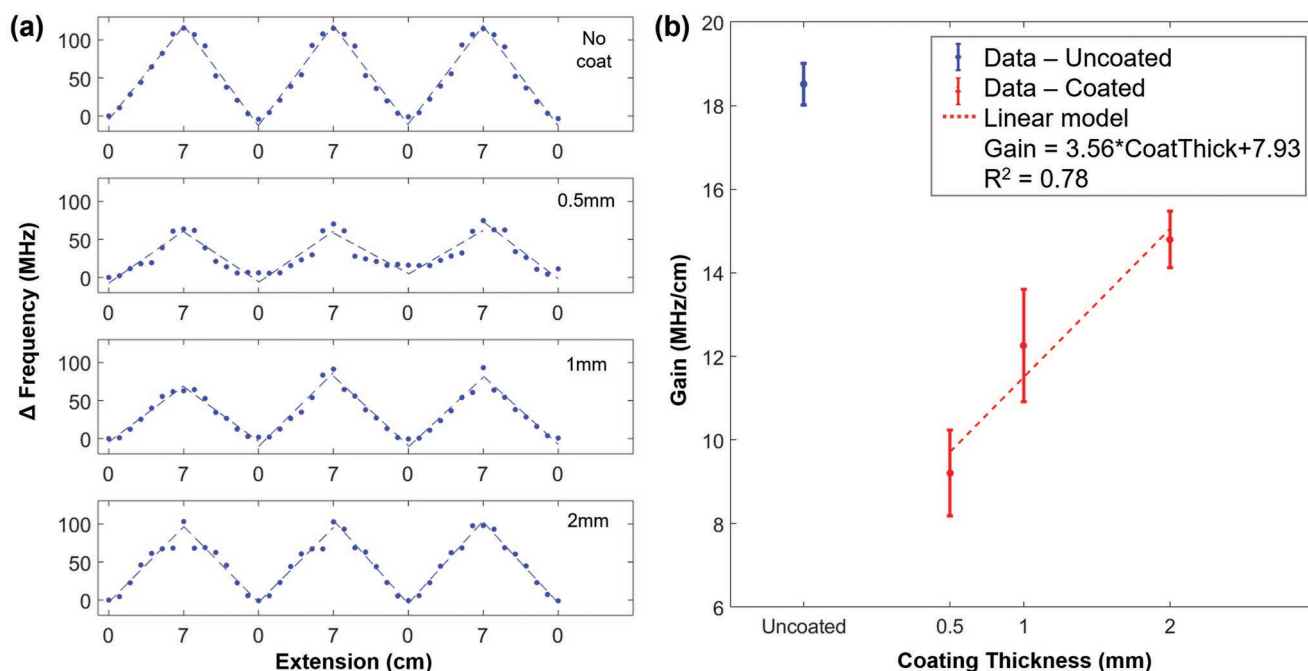 (a)
Δ Frequency (MHz)
No
coat
100
50
0
0 7 0 7 0 7 0
0.5mm
100
50
0
0 7 0 7 0 7 0
1mm
100
50
0
0 7 0 7 0 7 0
2mm
100
50
0
0 7 0 7 0 7 0
Extension (cm)
(b)
Gain (MHz/cm)
20
18
16
14
12
10
8
6
Data – Uncoated
Data – Coated
Linear model
Gain = 3.56*CoatThick+7.93
R² = 0.78
Uncoated 0.5 1 2
Coating Thickness (mm)